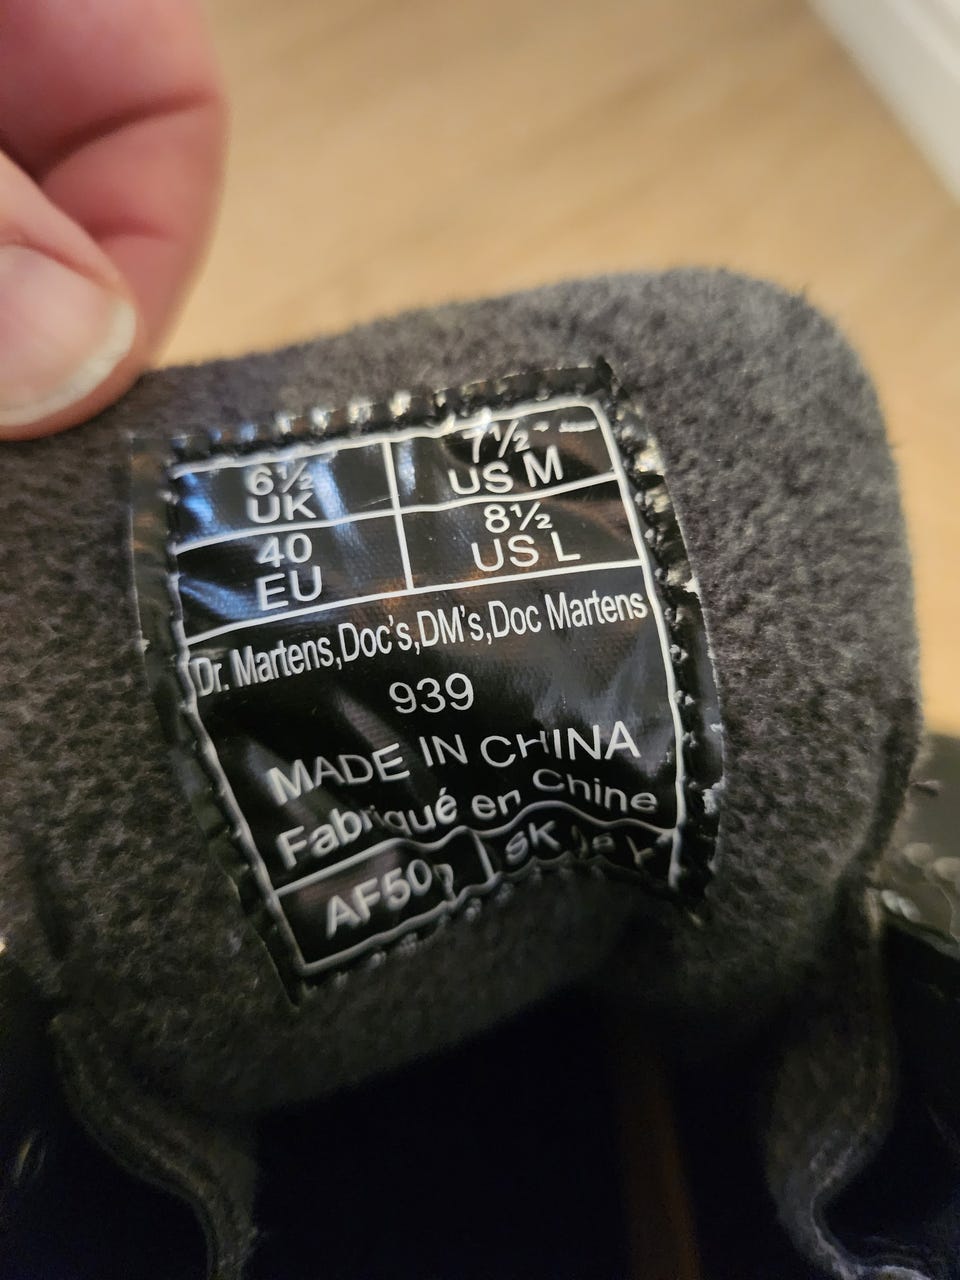 6½ UK
7½ US M
40 EU
8½ US L
Dr. Martens,Doc's,DM's,Doc Martens
939
MADE IN CHINA
Fabriqué en Chine
AF50
SK